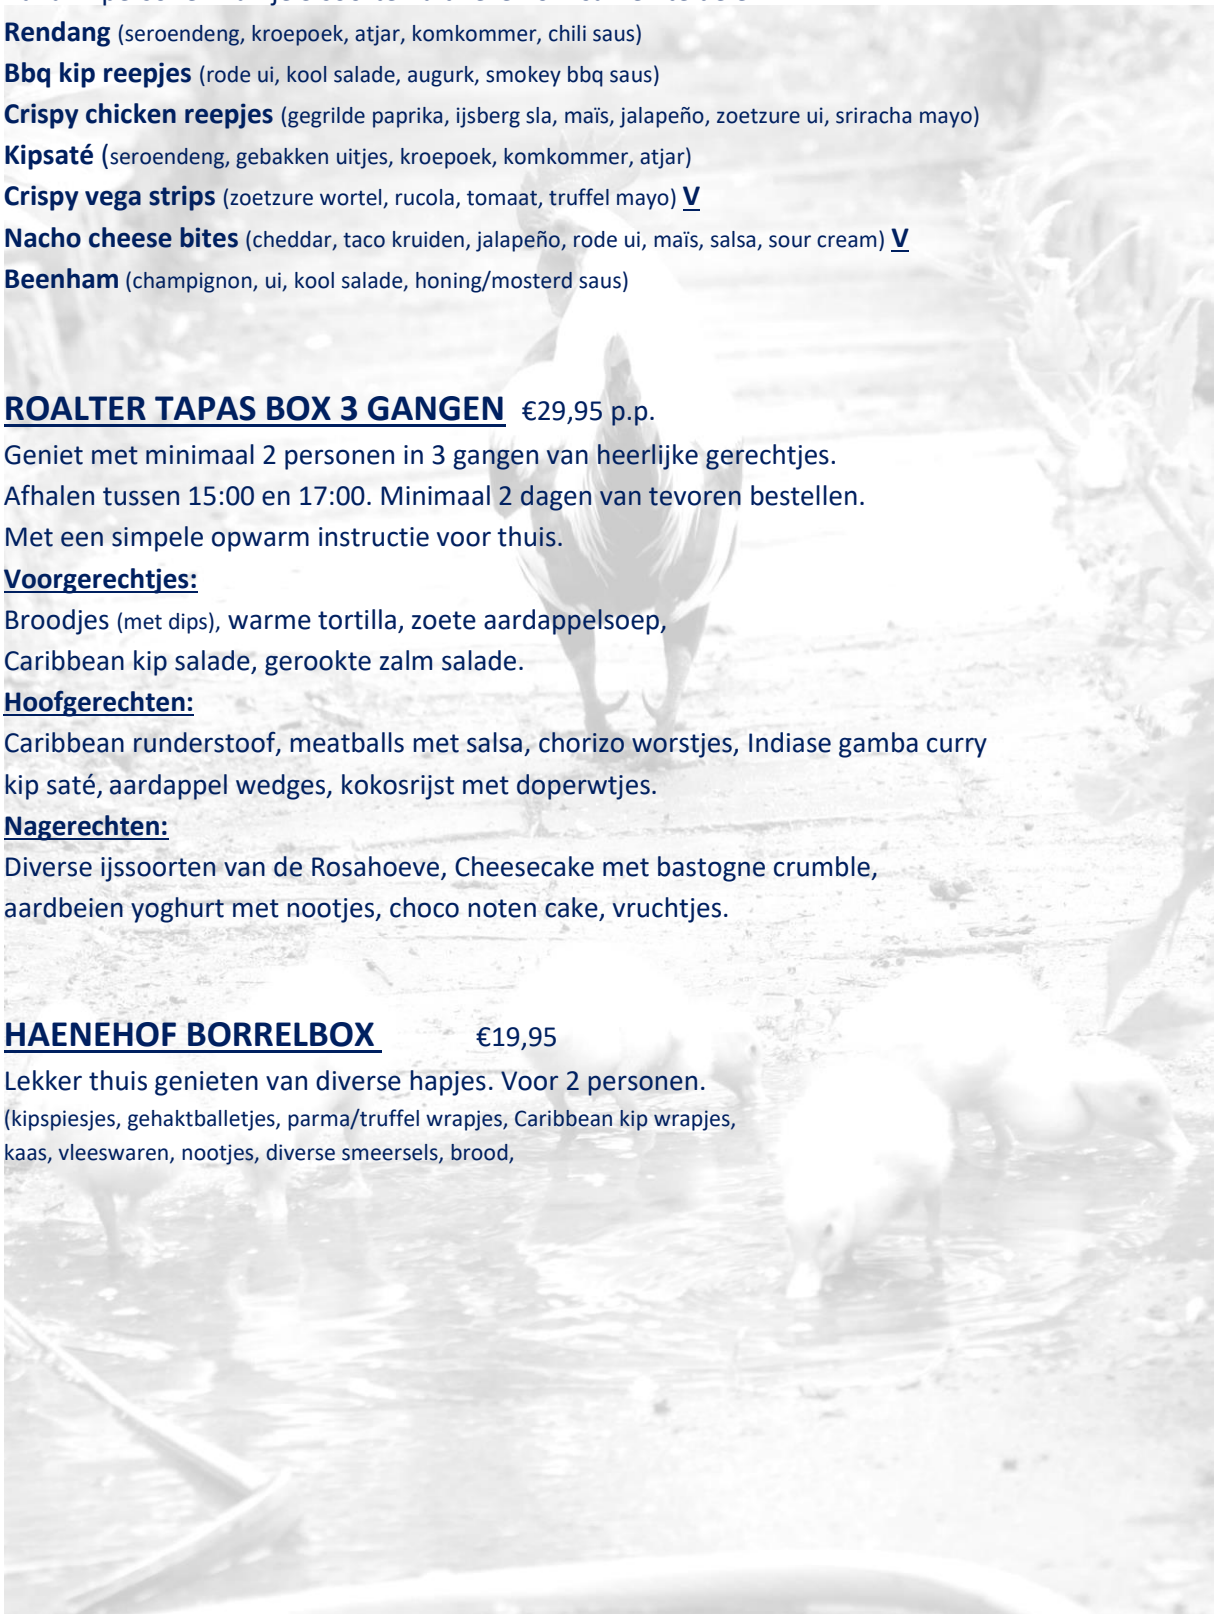 Rendang (seroendeng, kroepoek, atjar, komkommer, chili saus)
Bbq kip reepjes (rode ui, kool salade, augurk, smokey bbq saus)
Crispy chicken reepjes (gegrilde paprika, ijsberg sla, maïs, jalapeño, zoetzure ui, sriracha mayo)
Kipsaté (seroendeng, gebakken uitjes, kroepoek, komkommer, atjar)
Crispy vega strips (zoetzure wortel, rucola, tomaat, truffel mayo) V
Nacho cheese bites (cheddar, taco kruiden, jalapeño, rode ui, maïs, salsa, sour cream) V
Beenham (champignon, ui, kool salade, honing/mosterd saus)
ROALTER TAPAS BOX 3 GANGEN €29,95 p.p.
Geniet met minimaal 2 personen in 3 gangen van heerlijke gerechtjes.
Afhalen tussen 15:00 en 17:00. Minimaal 2 dagen van tevoren bestellen.
Met een simpele opwarm instructie voor thuis.
Voorgerechtjes:
Broodjes (met dips), warme tortilla, zoete aardappelsoep,
Caribbean kip salade, gerookte zalm salade.
Hoofgerechten:
Caribbean runderstoof, meatballs met salsa, chorizo worstjes, Indiase gamba curry
kip saté, aardappel wedges, kokosrijst met doperwtjes.
Nagerechten:
Diverse ijssoorten van de Rosahoeve, Cheesecake met bastogne crumble,
aardbeien yoghurt met nootjes, choco noten cake, vruchtjes.
HAENEHOF BORRELBOX €19,95
Lekker thuis genieten van diverse hapjes. Voor 2 personen.
(kipspiesjes, gehaktballetjes, parma/truffel wrapjes, Caribbean kip wrapjes,
kaas, vleeswaren, nootjes, diverse smeersels, brood,